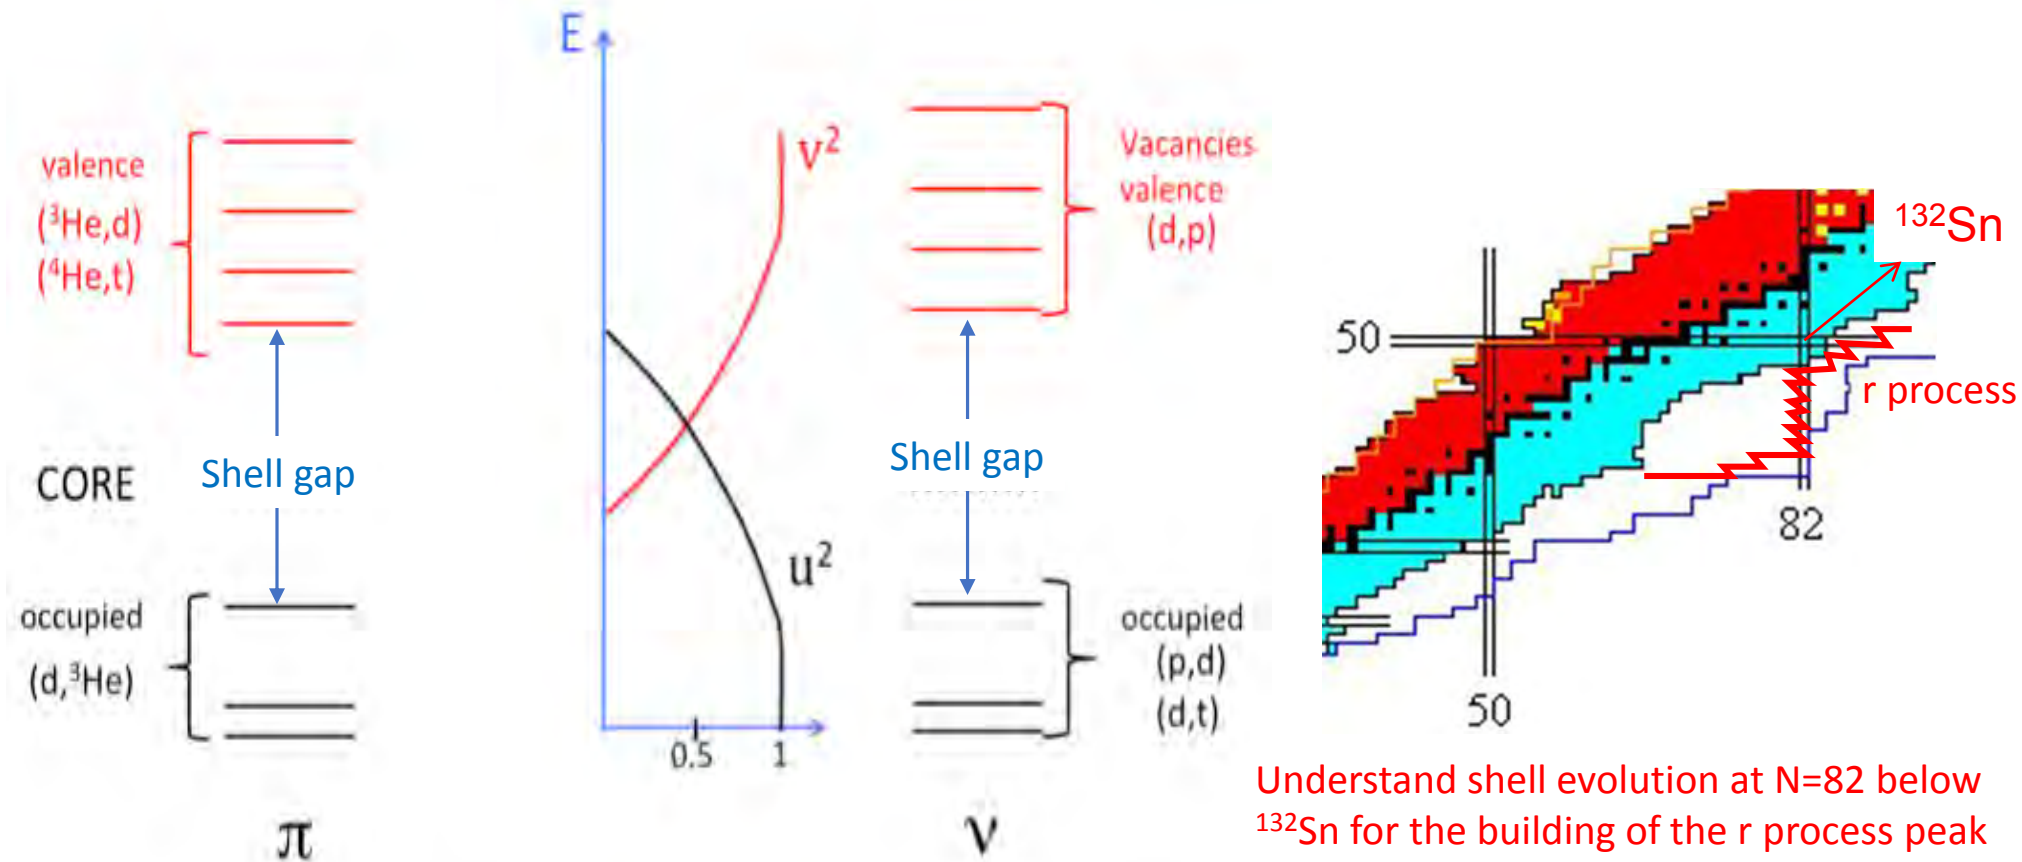 valence
(³He,d)
(⁴He,t)
CORE
Shell gap
occupied
(d,³He)
π
E
v²
u²
0.5
1
Vacancies
valence
(d,p)
Shell gap
occupied
(p,d)
(d,t)
ν
¹³²Sn
50
r process
82
50
Understand shell evolution at N=82 below
¹³²Sn for the building of the r process peak